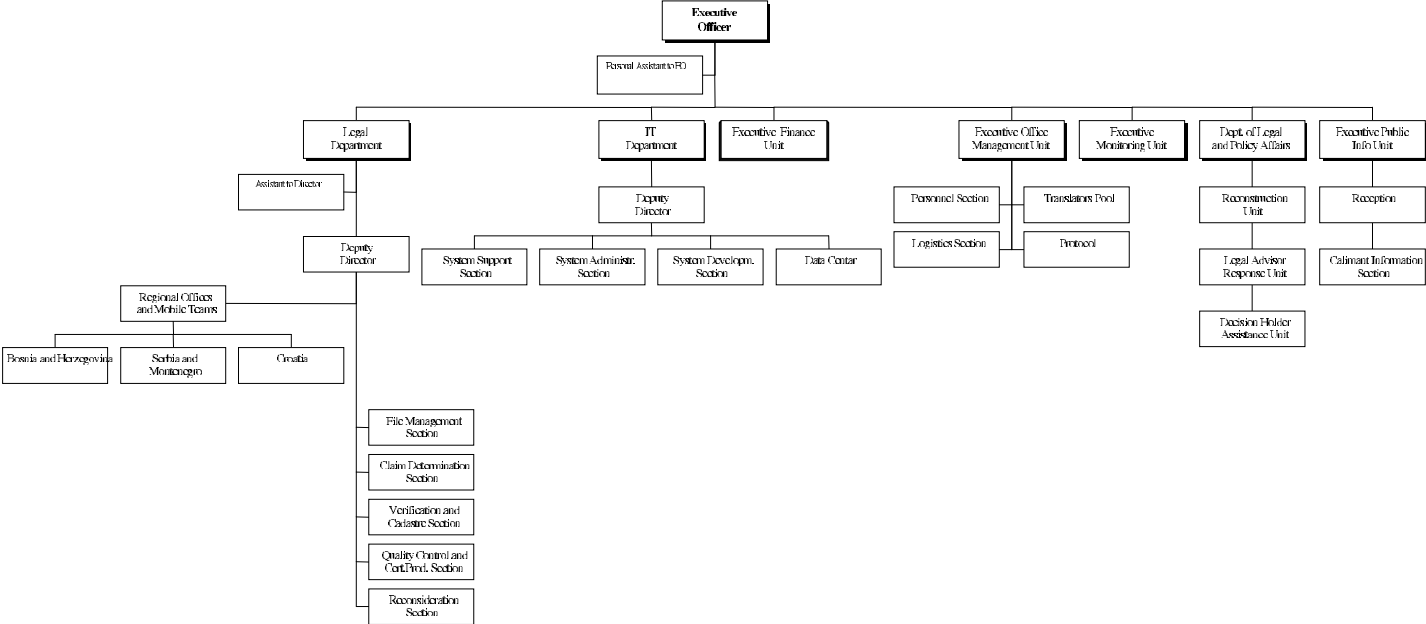 Executive
Officer
Personal Assistant to EO
Legal
Department
IT
Department
Executive Finance
Unit
Executive Office
Management Unit
Executive
Monitoring Unit
Dept. of Legal
and Policy Affairs
Executive Public
Info Unit
Assistant to Director
Deputy
Director
Personnel Section
Translators Pool
Reconstruction
Unit
Reception
Deputy
Director
System Support
Section
System Administr.
Section
System Developm.
Section
Data Centar
Logistics Section
Protocol
Legal Advisor
Response Unit
Calimant Information
Section
Regional Offices
and Mobile Teams
Decision Holder
Assistance Unit
Bosnia and Herzegovina
Serbia and
Montenegro
Croatia
File Management
Section
Claim Determination
Section
Verification and
Cadastre Section
Quality Control and
Cert.Prod. Section
Reconsideration
Section